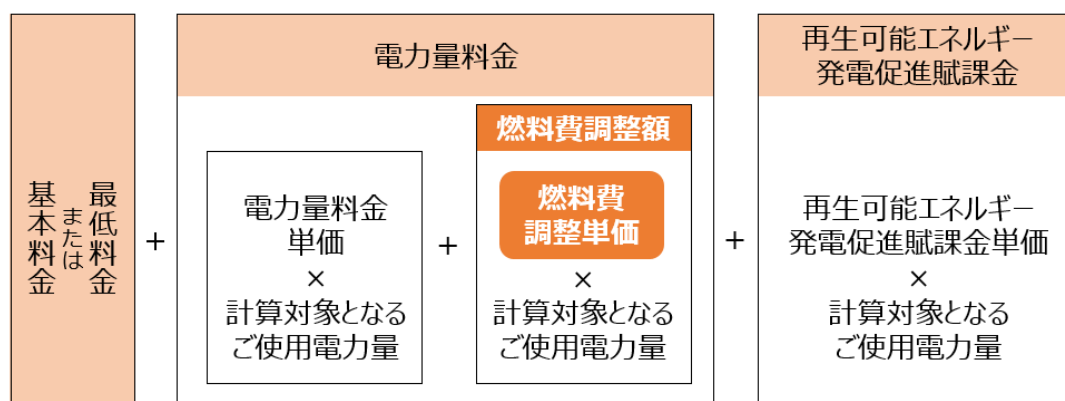 最低料金
または
基本料金
+
電力量料金
電力量料金
単価
×
計算対象となる
ご使用電力量
+
燃料費調整額
燃料費
調整単価
×
計算対象となる
ご使用電力量
+
再生可能エネルギー
発電促進賦課金
再生可能エネルギー
発電促進賦課金単価
×
計算対象となる
ご使用電力量